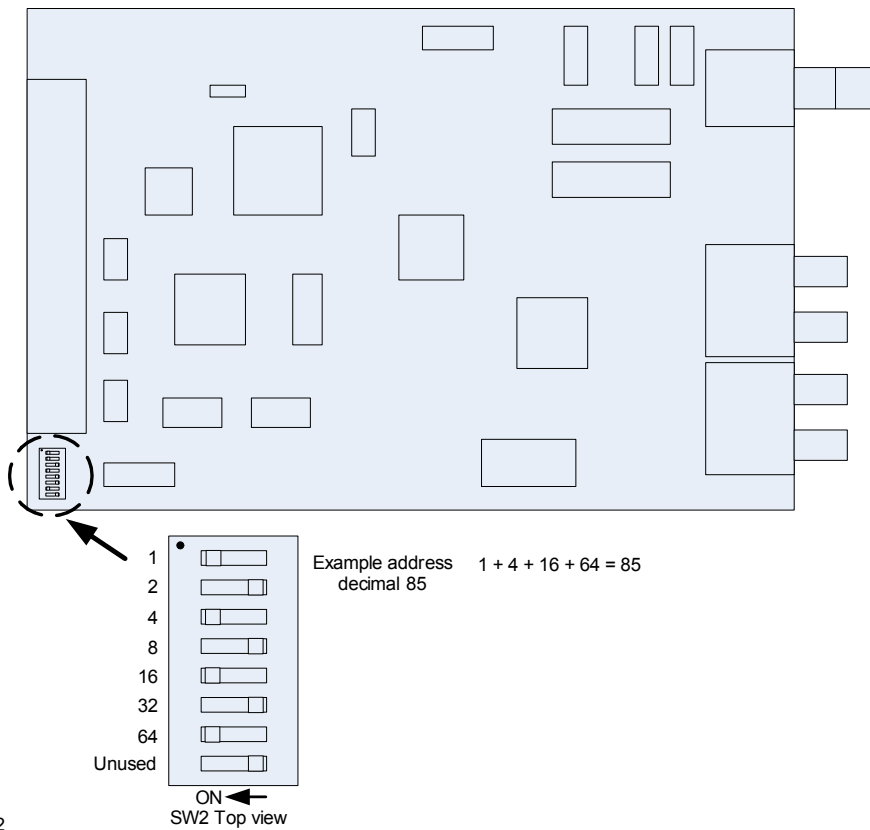 1
2
4
8
16
32
64
Unused
Example address
decimal 85
1 + 4 + 16 + 64 = 85
ON
SW2 Top view
2